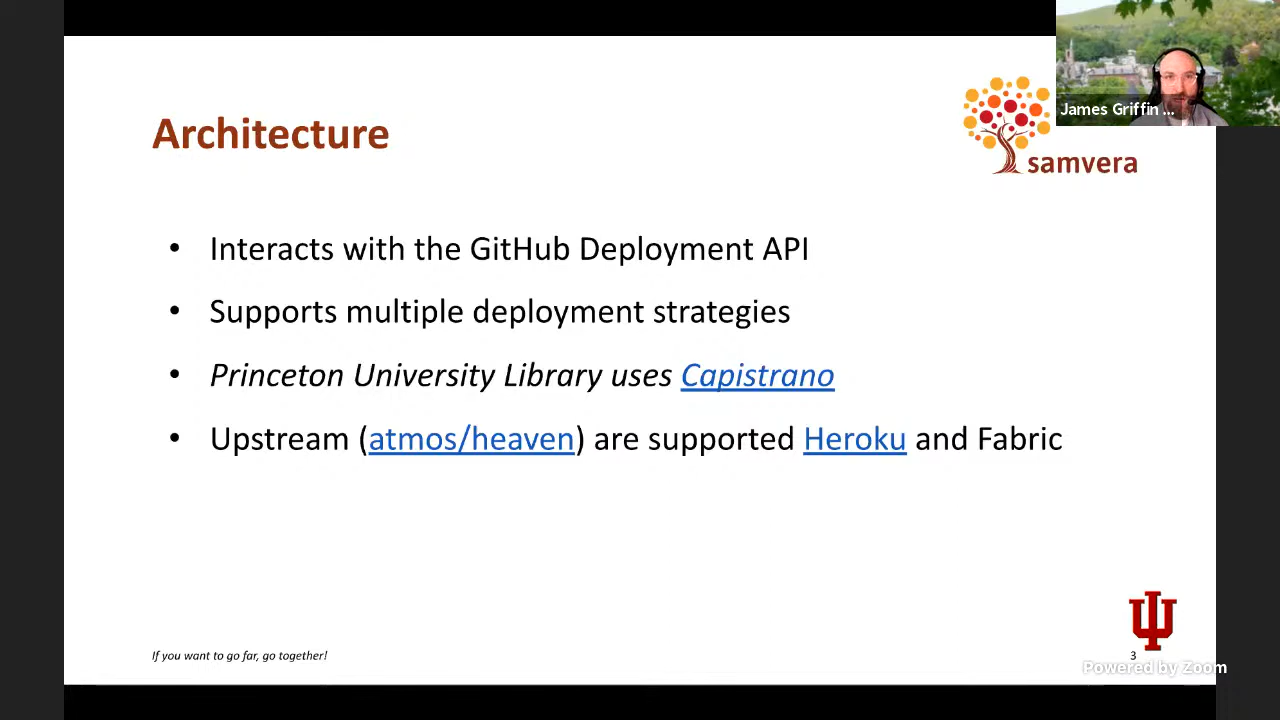 James Griffin ...
Architecture
samvera
• Interacts with the GitHub Deployment API
• Supports multiple deployment strategies
• Princeton University Library uses Capistrano
• Upstream (atmos/heaven) are supported Heroku and Fabric
If you want to go far, go together!
3
Powered by Zoom